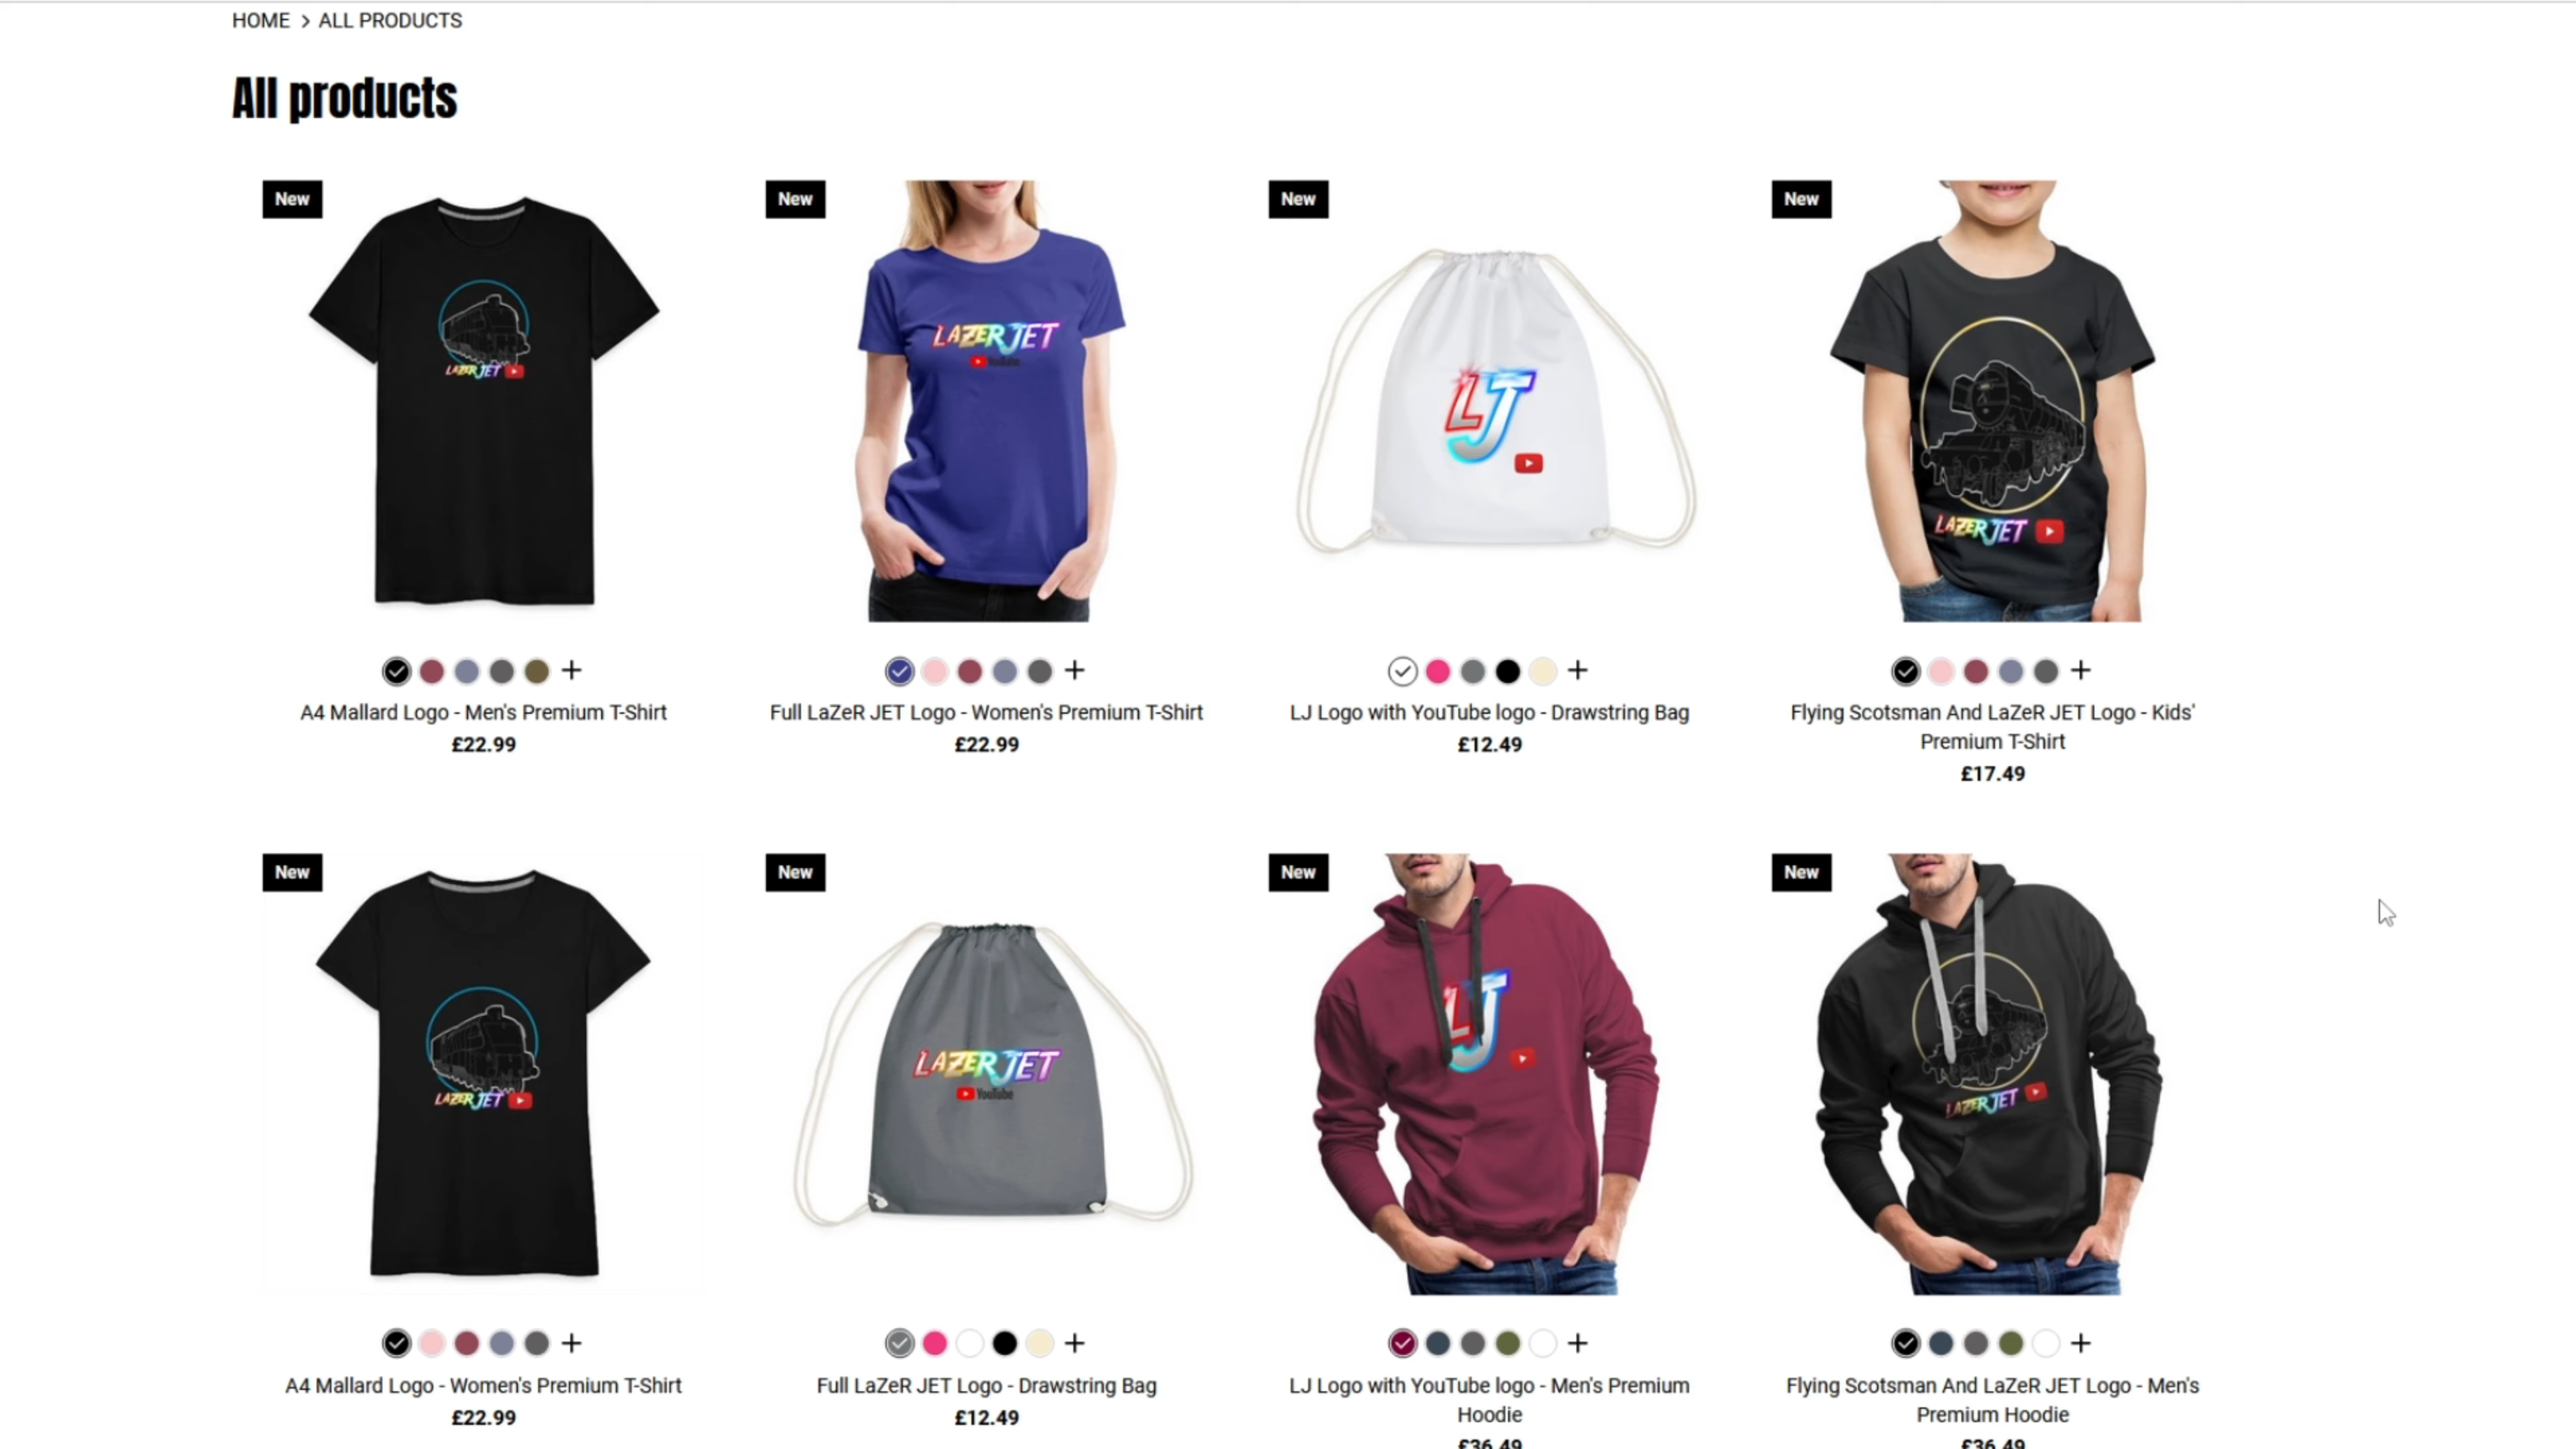 HOME > ALL PRODUCTS
All products
New
New
New
New
LAZER JET
LAZER JET
YouTube
LJ
LAZER JET
A4 Mallard Logo - Men's Premium T-Shirt
£22.99
Full LaZeR JET Logo - Women's Premium T-Shirt
£22.99
LJ Logo with YouTube logo - Drawstring Bag
£12.49
Flying Scotsman And LaZeR JET Logo - Kids'
Premium T-Shirt
£17.49
New
New
New
New
LAZER JET
LAZER JET
YouTube
LJ
LAZER JET
A4 Mallard Logo - Women's Premium T-Shirt
£22.99
Full LaZeR JET Logo - Drawstring Bag
£12.49
LJ Logo with YouTube logo - Men's Premium
Hoodie
£36.49
Flying Scotsman And LaZeR JET Logo - Men's
Premium Hoodie
£36.49